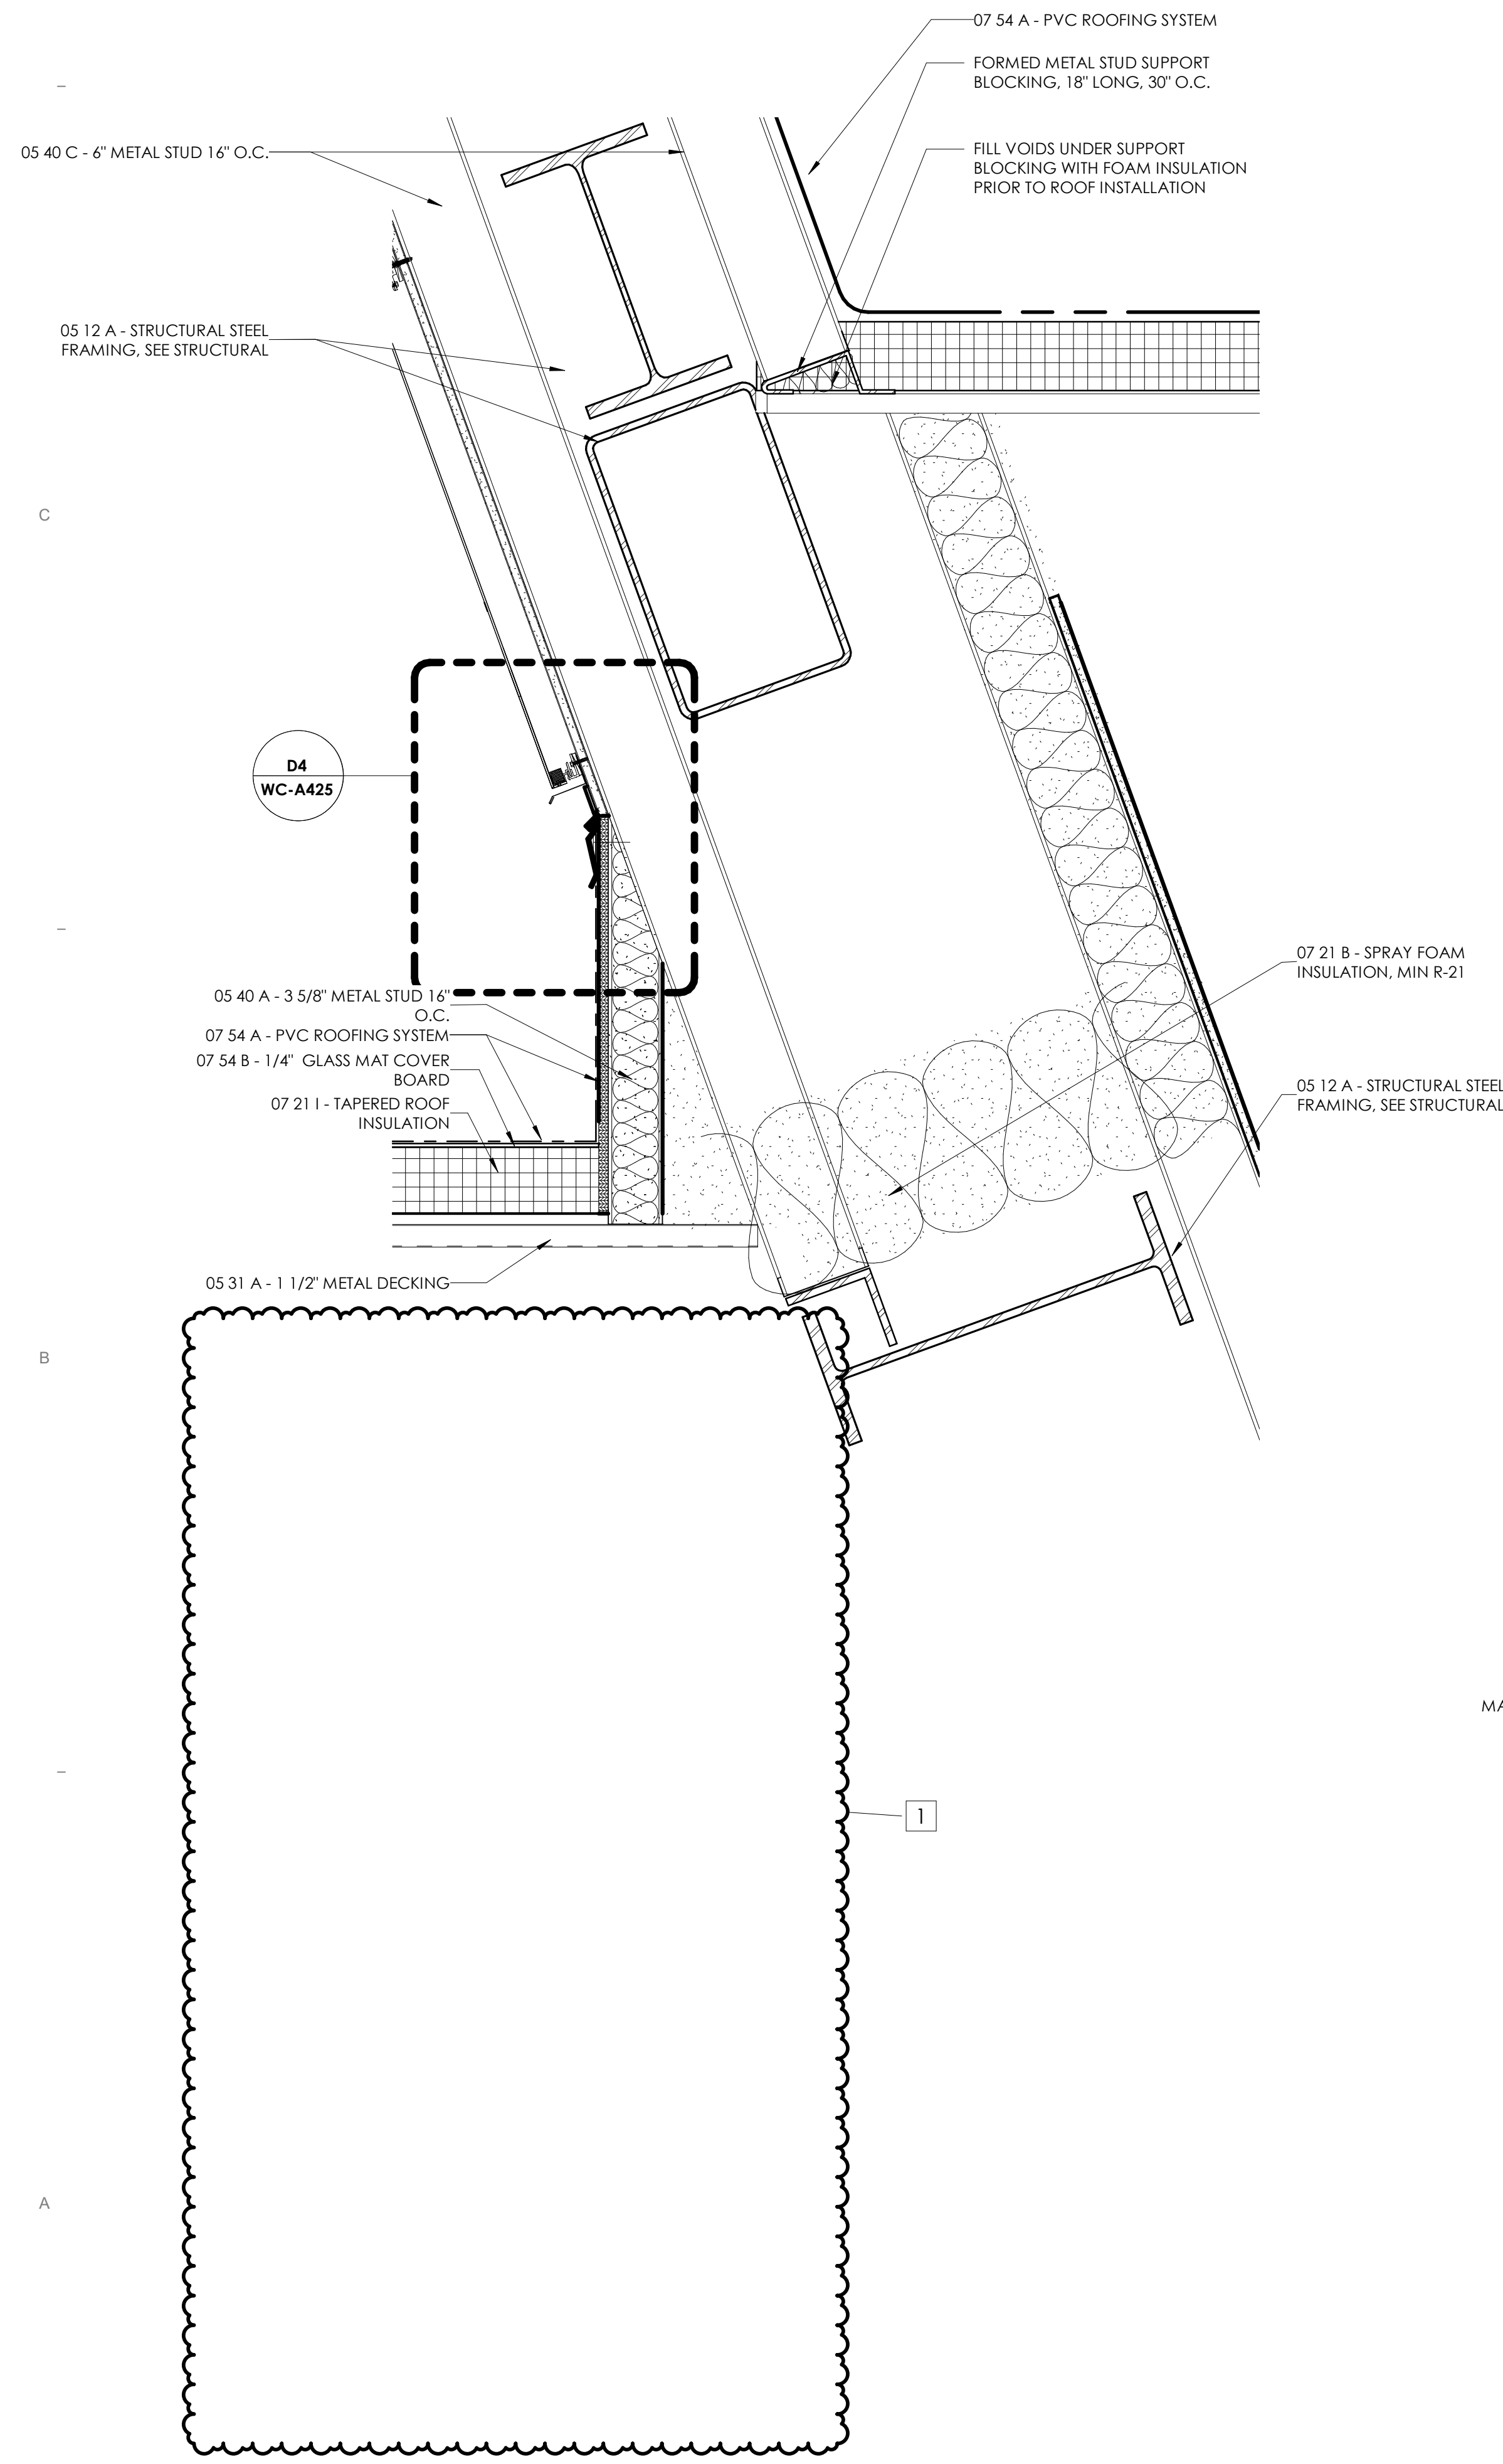 07 54 A - PVC ROOFING SYSTEM
FORMED METAL STUD SUPPORT
BLOCKING, 18" LONG, 30" O.C.
05 40 C - 6" METAL STUD 16" O.C.
FILL VOIDS UNDER SUPPORT
BLOCKING WITH FOAM INSULATION
PRIOR TO ROOF INSTALLATION
05 12 A - STRUCTURAL STEEL
FRAMING, SEE STRUCTURAL
C
D4
WC-A425
07 21 B - SPRAY FOAM
INSULATION, MIN R-21
05 40 A - 3 5/8" METAL STUD 16"
O.C.
07 54 A - PVC ROOFING SYSTEM
07 54 B - 1/4" GLASS MAT COVER
BOARD
07 21 I - TAPERED ROOF
INSULATION
05 12 A - STRUCTURAL STEEL
FRAMING, SEE STRUCTURAL
05 31 A - 1 1/2" METAL DECKING
B
MA
1
A